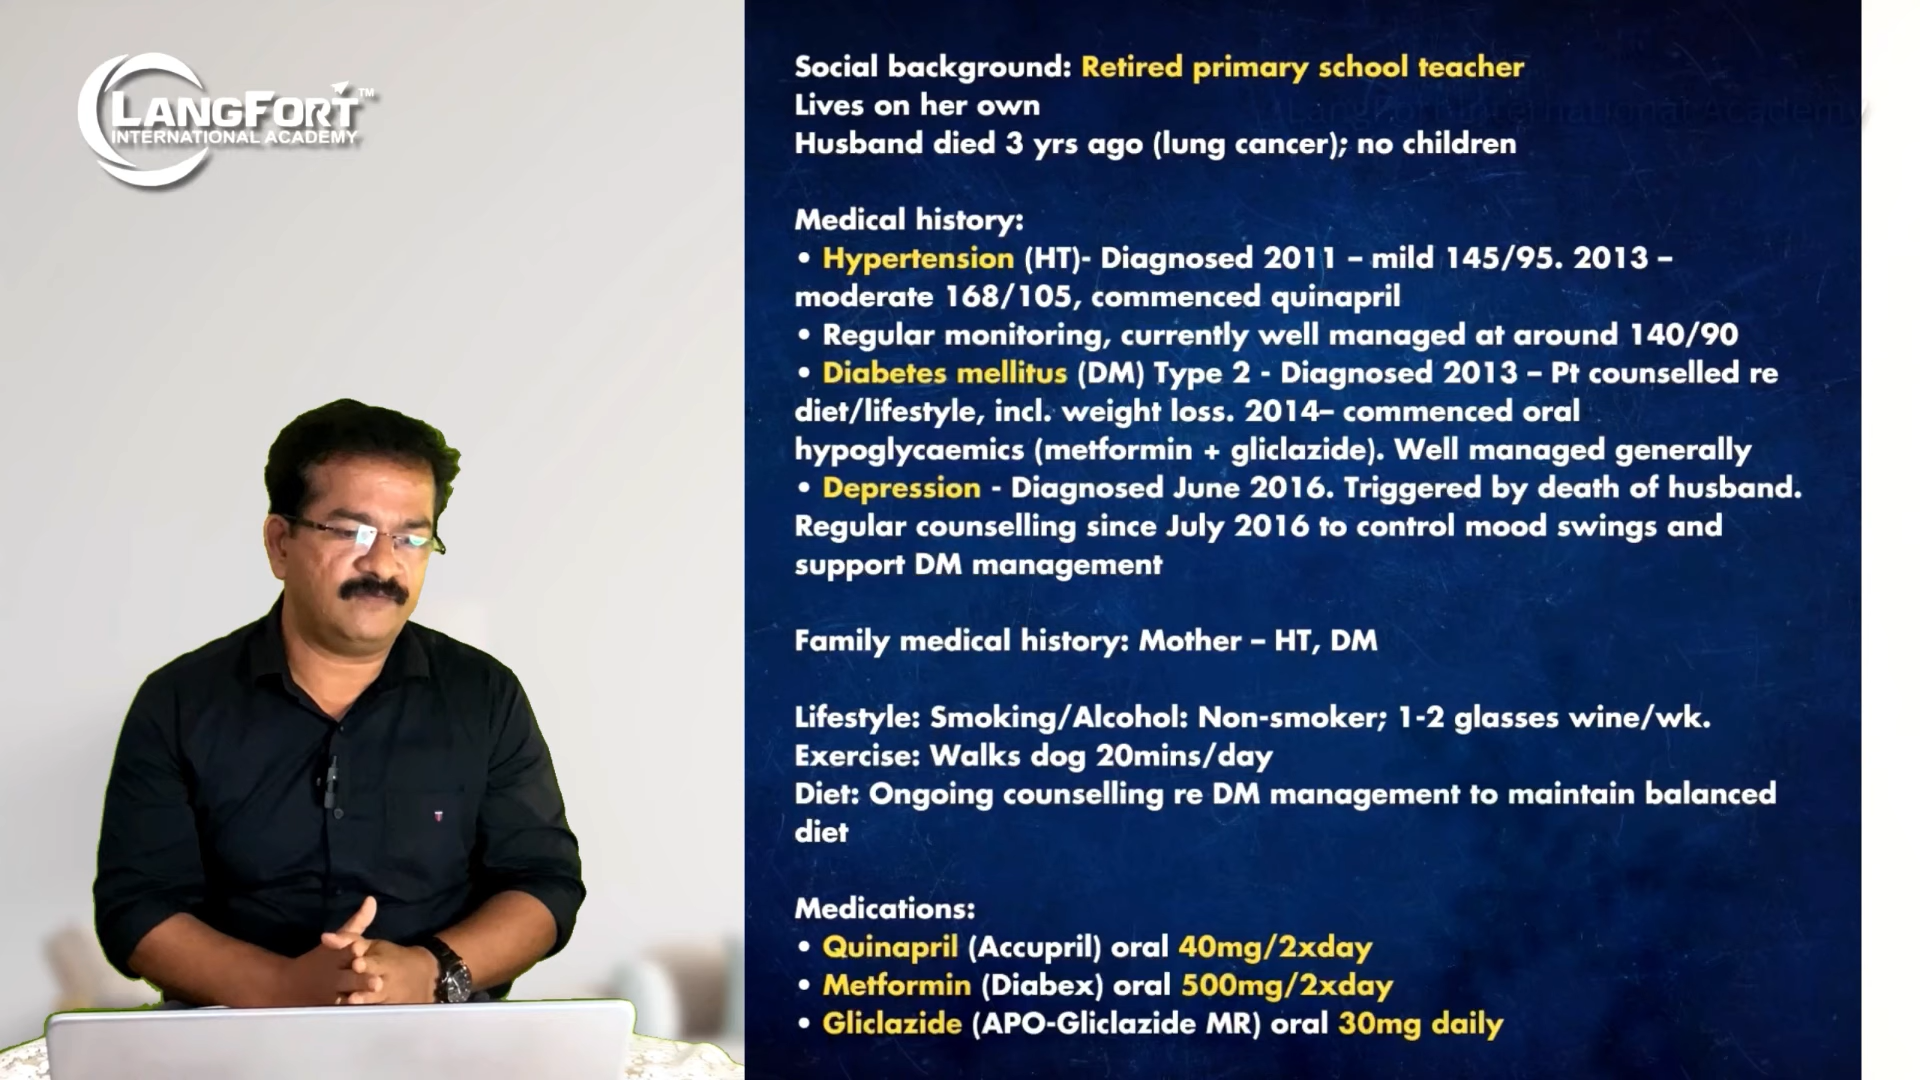 LANGFORT™
INTERNATIONAL ACADEMY
LangFort International Academy
Social background: Retired primary school teacher
Lives on her own
Husband died 3 yrs ago (lung cancer); no children
Medical history:
• Hypertension (HT)- Diagnosed 2011 – mild 145/95. 2013 –
moderate 168/105, commenced quinapril
• Regular monitoring, currently well managed at around 140/90
• Diabetes mellitus (DM) Type 2 - Diagnosed 2013 – Pt counselled re
diet/lifestyle, incl. weight loss. 2014– commenced oral
hypoglycaemics (metformin + gliclazide). Well managed generally
• Depression - Diagnosed June 2016. Triggered by death of husband.
Regular counselling since July 2016 to control mood swings and
support DM management
Family medical history: Mother – HT, DM
Lifestyle: Smoking/Alcohol: Non-smoker; 1-2 glasses wine/wk.
Exercise: Walks dog 20mins/day
Diet: Ongoing counselling re DM management to maintain balanced
diet
Medications:
• Quinapril (Accupril) oral 40mg/2xday
• Metformin (Diabex) oral 500mg/2xday
• Gliclazide (APO-Gliclazide MR) oral 30mg daily